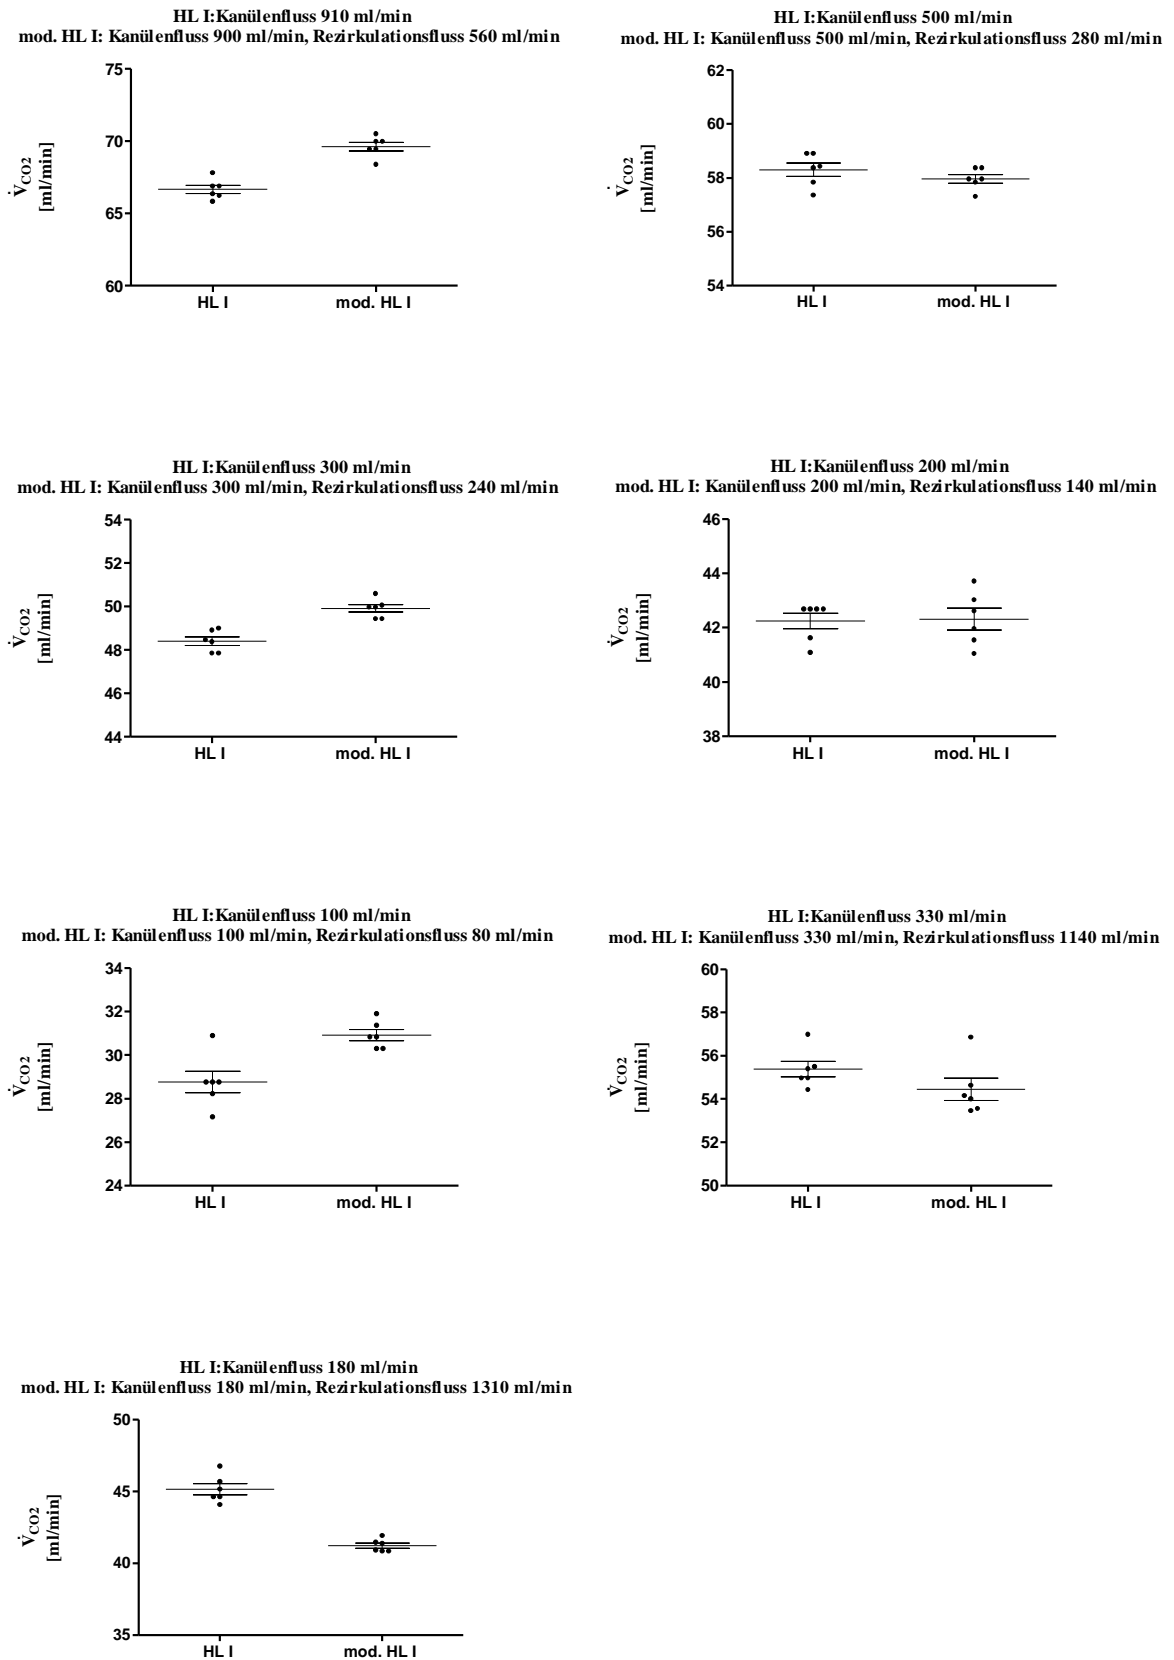 HL I:Kanülenfluss 910 ml/min
mod. HL I: Kanülenfluss 900 ml/min, Rezirkulationsfluss 560 ml/min
75
70
65
60
V̇CO2
[ml/min]
HL I
mod. HL I
HL I:Kanülenfluss 500 ml/min
mod. HL I: Kanülenfluss 500 ml/min, Rezirkulationsfluss 280 ml/min
62
60
58
56
54
V̇CO2
[ml/min]
HL I
mod. HL I
HL I:Kanülenfluss 300 ml/min
mod. HL I: Kanülenfluss 300 ml/min, Rezirkulationsfluss 240 ml/min
54
52
50
48
46
44
V̇CO2
[ml/min]
HL I
mod. HL I
HL I:Kanülenfluss 200 ml/min
mod. HL I: Kanülenfluss 200 ml/min, Rezirkulationsfluss 140 ml/min
46
44
42
40
38
V̇CO2
[ml/min]
HL I
mod. HL I
HL I:Kanülenfluss 100 ml/min
mod. HL I: Kanülenfluss 100 ml/min, Rezirkulationsfluss 80 ml/min
34
32
30
28
26
24
V̇CO2
[ml/min]
HL I
mod. HL I
HL I:Kanülenfluss 330 ml/min
mod. HL I: Kanülenfluss 330 ml/min, Rezirkulationsfluss 1140 ml/min
60
58
56
54
52
50
V̇CO2
[ml/min]
HL I
mod. HL I
HL I:Kanülenfluss 180 ml/min
mod. HL I: Kanülenfluss 180 ml/min, Rezirkulationsfluss 1310 ml/min
50
45
40
35
V̇CO2
[ml/min]
HL I
mod. HL I